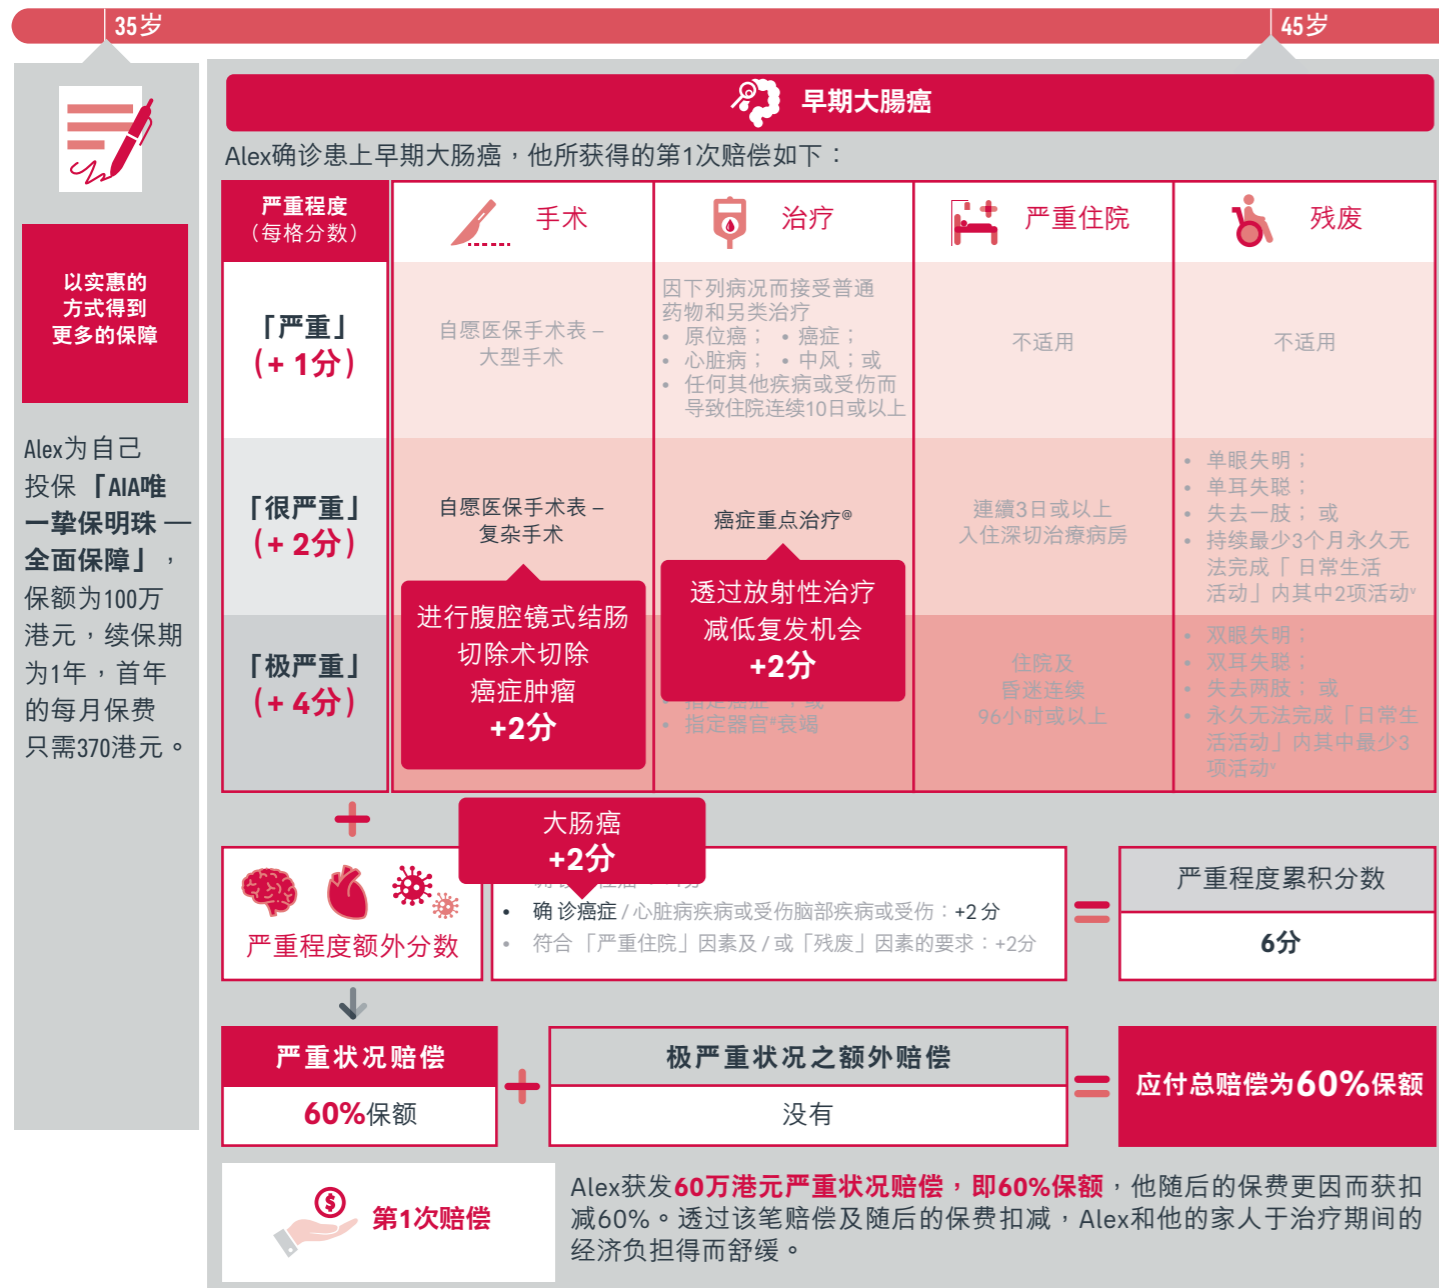 35岁
45岁
以实惠的
方式得到
更多的保障
Alex为自己
投保「AIA唯
一挚保明珠 —
全面保障」，
保额为100万
港元，续保期
为1年，首年
的每月保费
只需370港元。
早期大腸癌
Alex确诊患上早期大肠癌，他所获得的第1次赔偿如下：
严重程度
（每格分数）
手术
治疗
严重住院
残废
「严重」
(+ 1分)
自愿医保手术表 –
大型手术
因下列病况而接受普通
药物和另类治疗
• 原位癌； • 癌症；
• 心脏病； • 中风；或
• 任何其他疾病或受伤而
导致住院连续10日或以上
不适用
不适用
「很严重」
(+ 2分)
自愿医保手术表 –
复杂手术
癌症重点治疗@
連續3日或以上
入住深切治療病房
• 单眼失明；
• 单耳失聪；
• 失去一肢；或
• 持续最少3个月永久无
法完成「 日常生活
活动」内其中2项活动v
进行腹腔镜式结肠
切除术切除
癌症肿瘤
+2分
透过放射性治疗
减低复发机会
+2分
「极严重」
(+ 4分)
• 指定器官#衰竭
住院及
昏迷连续
96小时或以上
• 双眼失明；
• 双耳失聪；
• 失去两肢；或
• 永久无法完成「日常生
活活动」内其中最少3
项活动v
+
大肠癌
+2分
严重程度额外分数
• 确诊癌症 / 心脏病疾病或受伤脑部疾病或受伤：+2 分
• 符合「严重住院」因素及 / 或「残废」因素的要求：+2分
=
严重程度累积分数
6分
严重状况赔偿
60%保额
+
极严重状况之额外赔偿
没有
=
应付总赔偿为60%保额
第1次赔偿
Alex获发60万港元严重状况赔偿，即60%保额，他随后的保费更因而获扣
减60%。透过该笔赔偿及随后的保费扣减，Alex和他的家人于治疗期间的
经济负担得而舒缓。